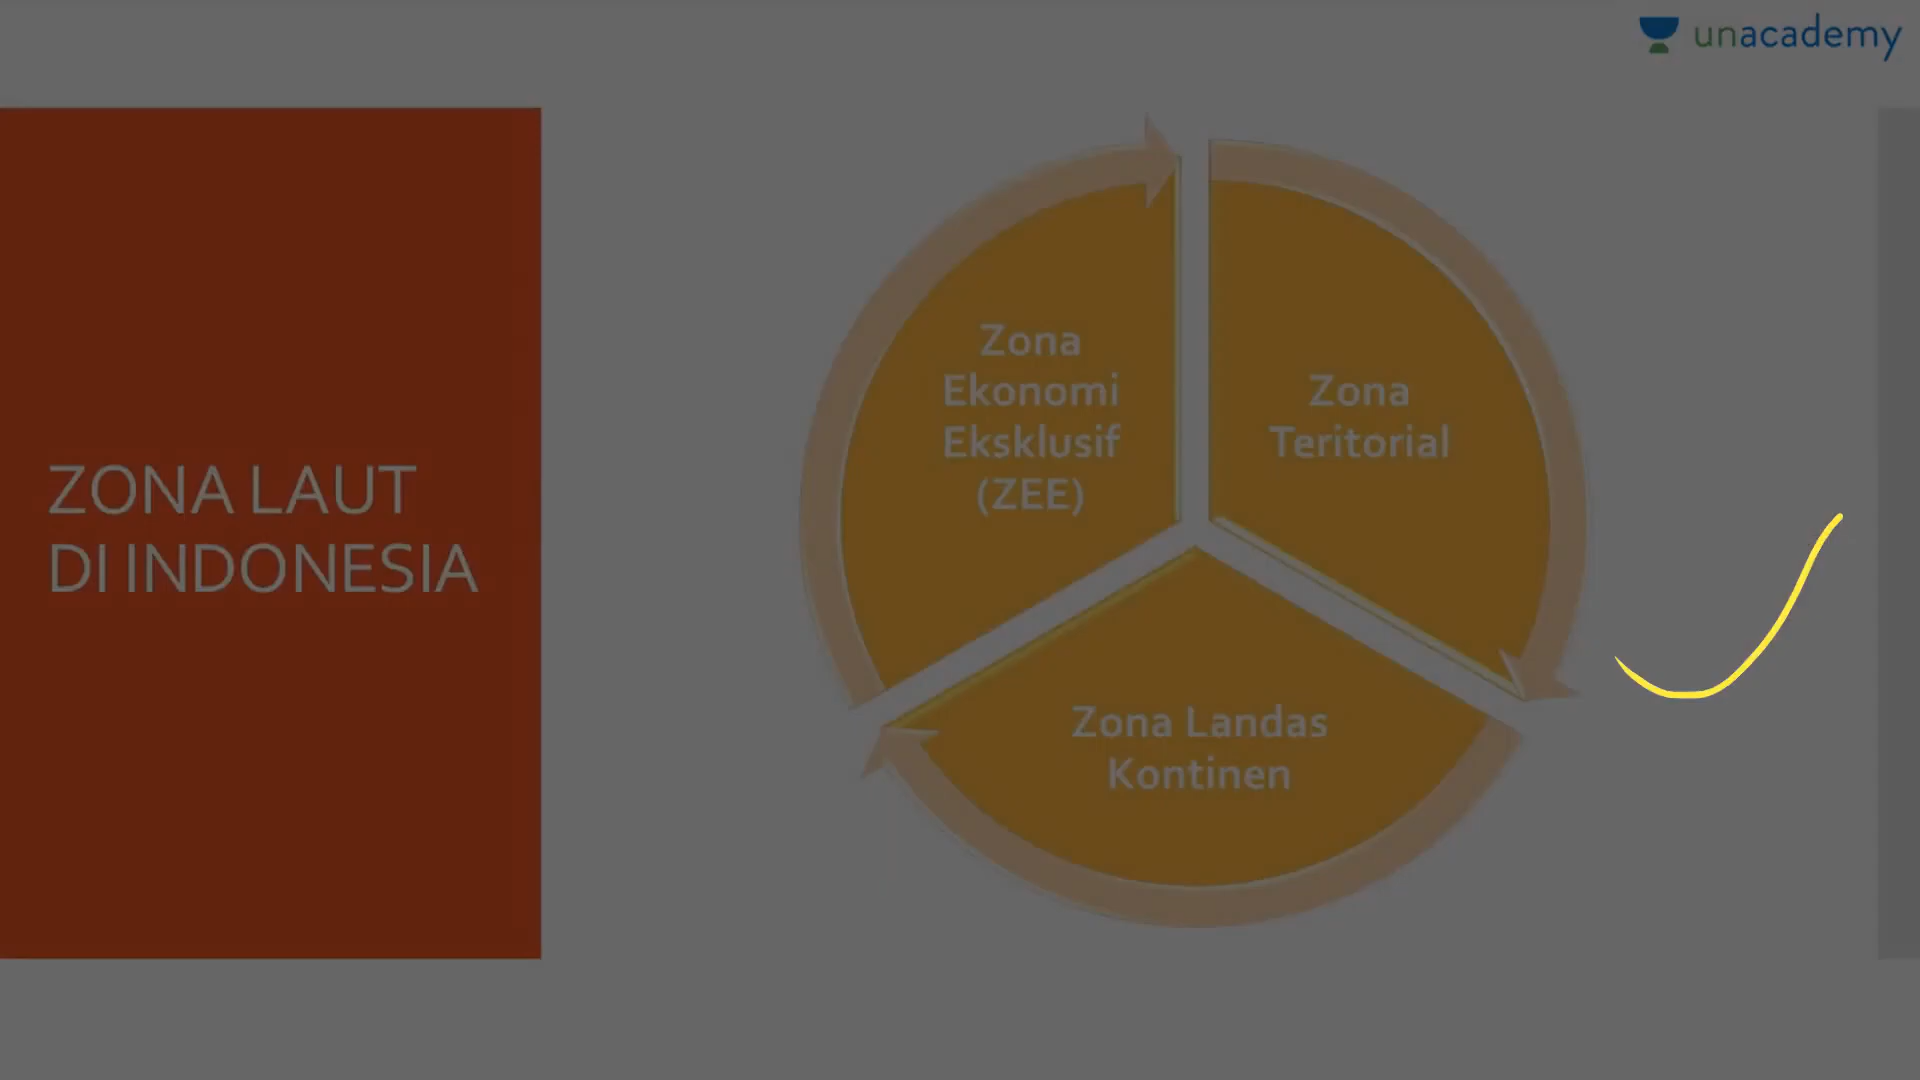 unacademy
ZONA LAUT
DI INDONESIA
Zona
Ekonomi
Eksklusif
(ZEE)
Zona
Teritorial
Zona Landas
Kontinen